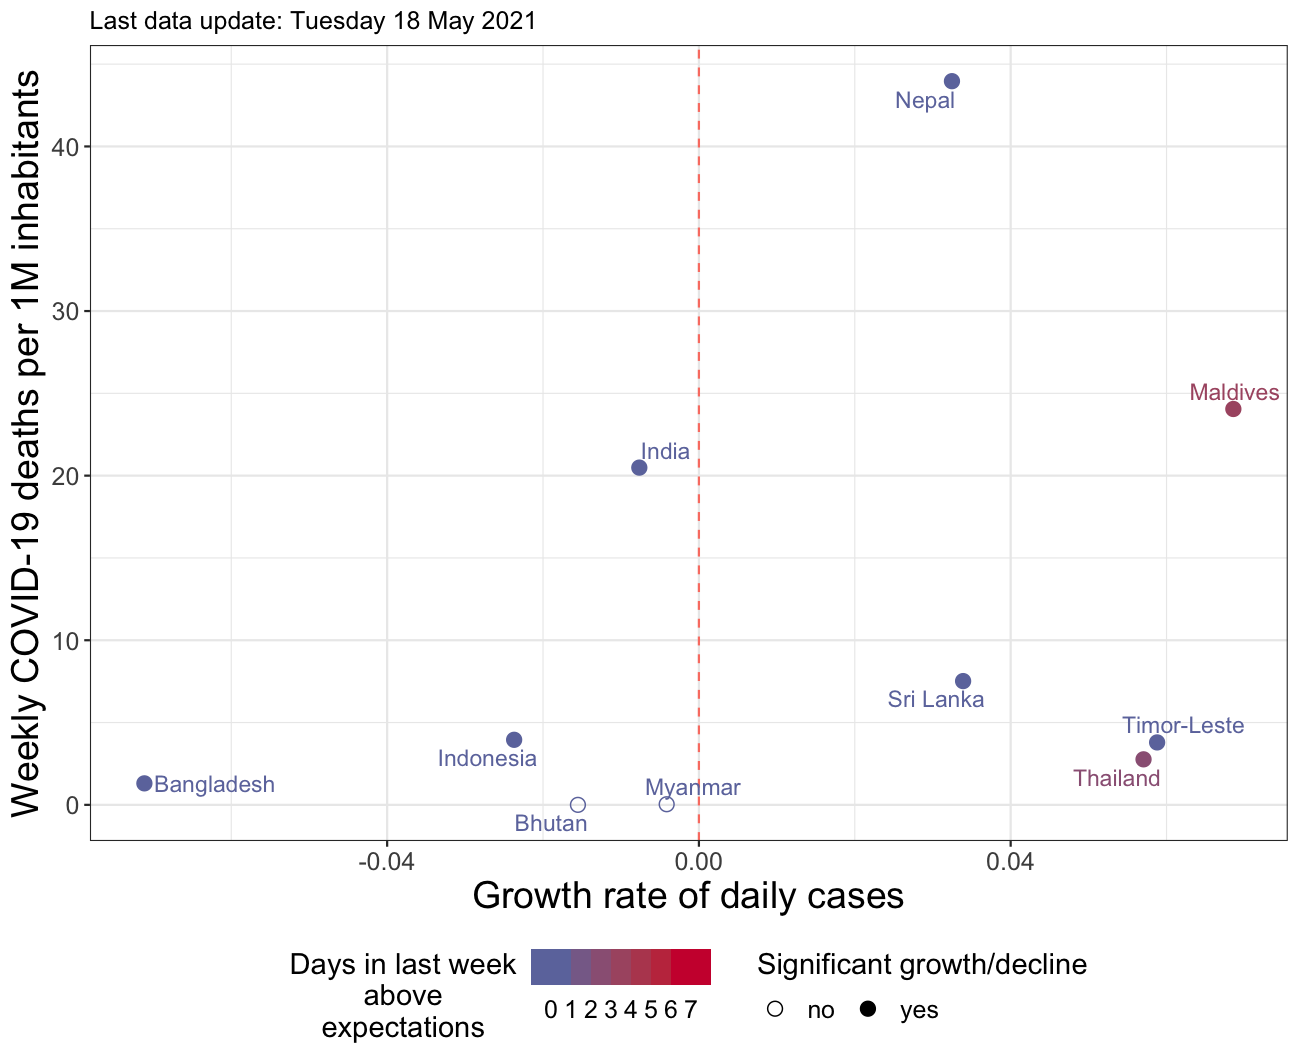 Last data update: Tuesday 18 May 2021
Weekly COVID-19 deaths per 1M inhabitants
40
30
20
10
0
Nepal
Maldives
India
Sri Lanka
Timor-Leste
Indonesia
Thailand
Bangladesh
Myanmar
Bhutan
-0.04
0.00
0.04
Growth rate of daily cases
Days in last week
above
expectations
0 1 2 3 4 5 6 7
Significant growth/decline
no
yes